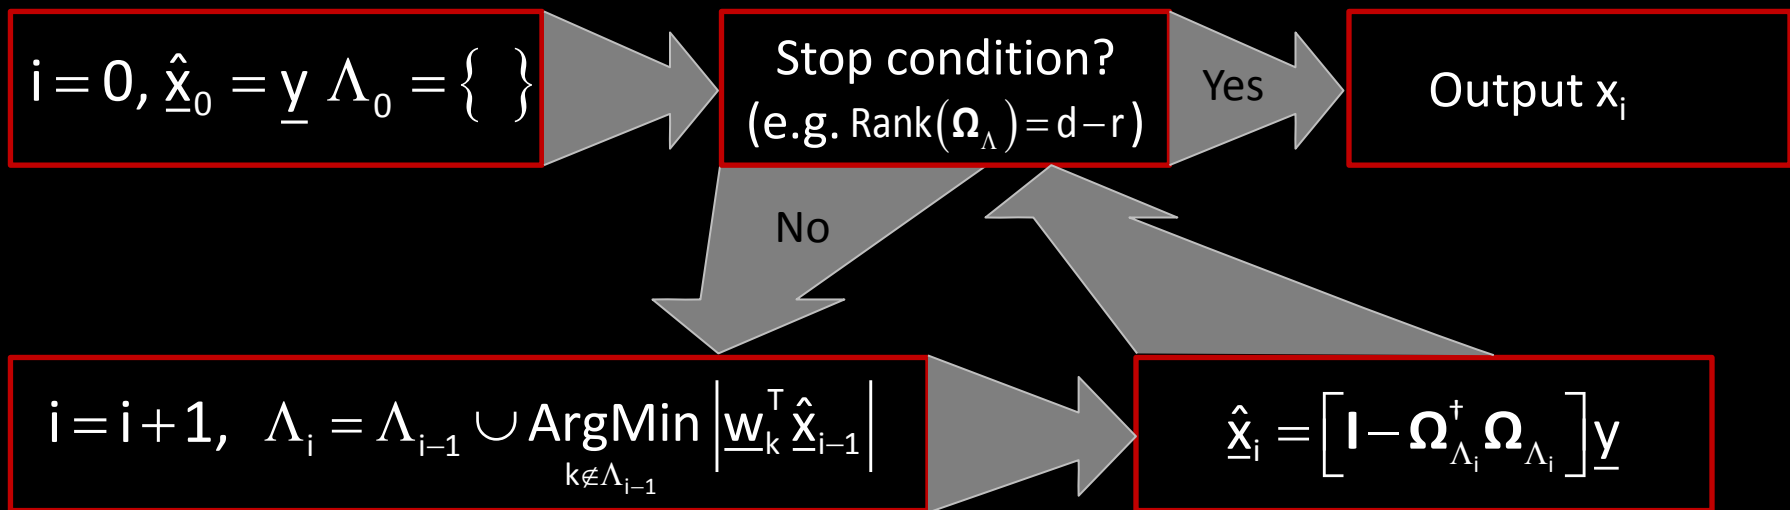 i = 0, x̂₀ = y Λ₀ = { }
Stop condition?
(e.g. Rank(Ω_Λ) = d − r)
Yes
Output xᵢ
No
i = i + 1, Λᵢ = Λᵢ₋₁ ∪ ArgMin |w_kᵀ x̂ᵢ₋₁|
k∉Λᵢ₋₁
x̂ᵢ = [I − Ω†_Λᵢ Ω_Λᵢ] y